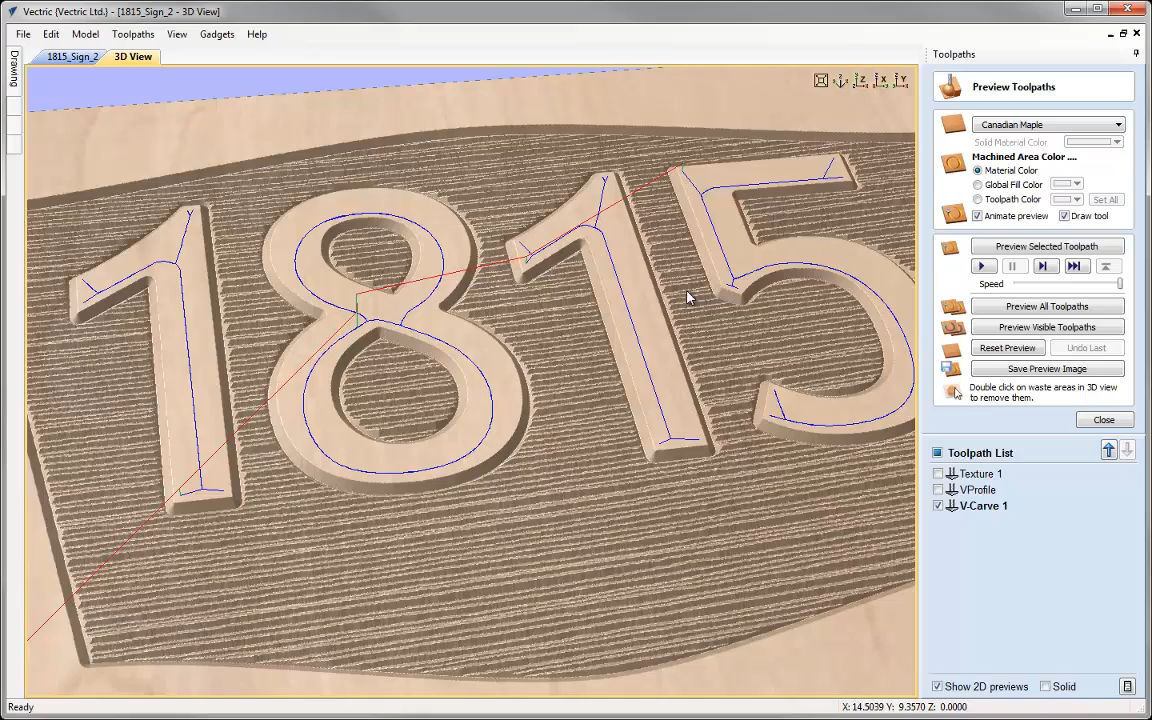 Vectric {Vectric Ltd.} - [1815_Sign_2 - 3D View]
File Edit Model Toolpaths View Gadgets Help
Drawing
1815_Sign_2 3D View
Z X Y
1815
Toolpaths
Preview Toolpaths
Canadian Maple
Solid Material Color
Machined Area Color ....
Material Color
Global Fill Color
Toolpath Color Set All
Animate preview Draw tool
Preview Selected Toolpath
Speed
Preview All Toolpaths
Preview Visible Toolpaths
Reset Preview Undo Last
Save Preview Image
Double click on waste areas in 3D view
to remove them.
Close
Toolpath List
Texture 1
VProfile
V-Carve 1
Show 2D previews Solid
Ready X: 14.5039 Y: 9.3570 Z: 0.0000